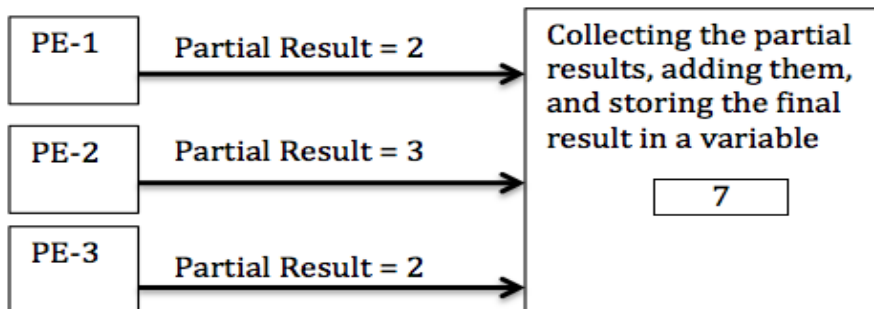 PE-1
Partial Result = 2
PE-2
Partial Result = 3
PE-3
Partial Result = 2
Collecting the partial
results, adding them,
and storing the final
result in a variable
7